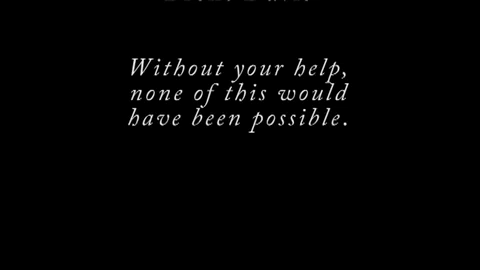 Without your help,
none of this would
have been possible.